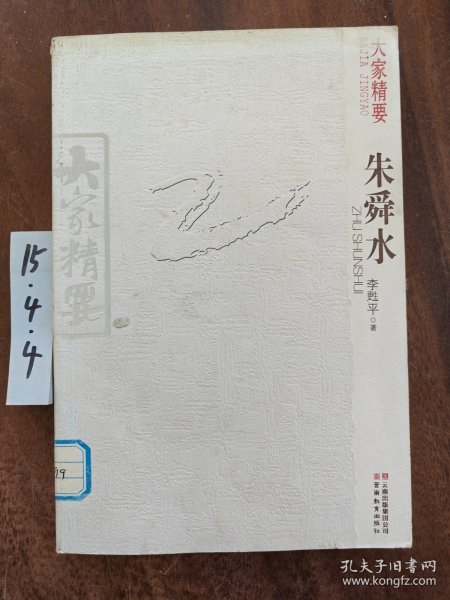 大家精要
DAJIA JINGYAO
朱舜水
ZHU SHUNSHUI
李甦平◎著
大家精要
15.4.4
19
云南出版集团公司
云南教育出版社
孔夫子旧书网
www.kongfz.com